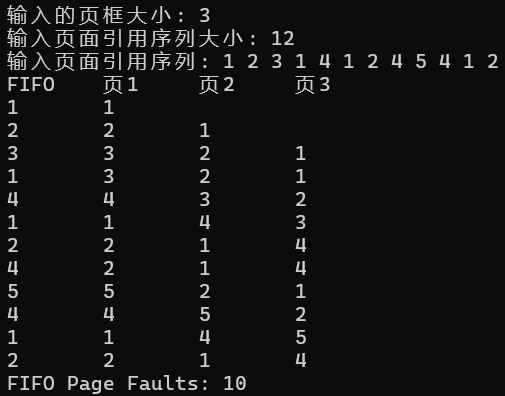 输入的页框大小: 3
输入页面引用序列大小: 12
输入页面引用序列: 1 2 3 1 4 1 2 4 5 4 1 2
FIFO 页1 页2 页3
1 1
2 2 1
3 3 2 1
1 3 2 1
4 4 3 2
1 1 4 3
2 2 1 4
4 2 1 4
5 5 2 1
4 4 5 2
1 1 4 5
2 2 1 4
FIFO Page Faults: 10